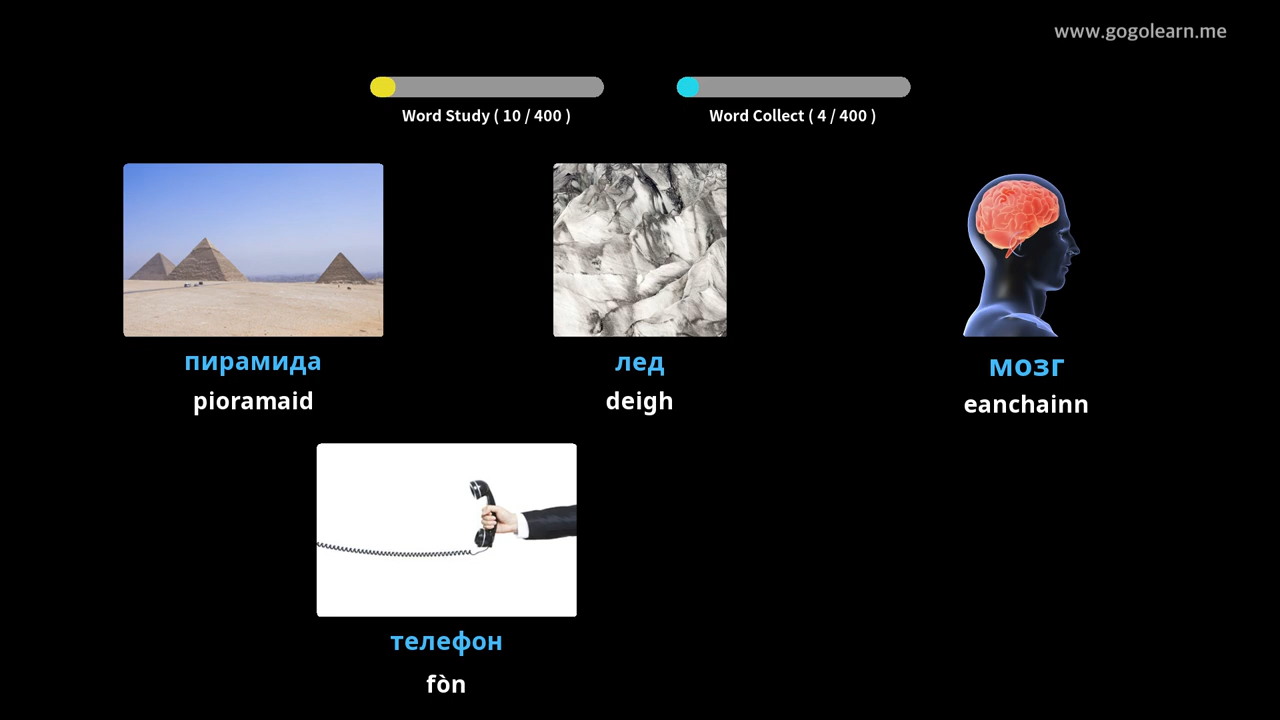 www.gogolearn.me
Word Study ( 10 / 400 )
Word Collect ( 4 / 400 )
пирамида
pioramaid
лед
deigh
мозг
eanchainn
телефон
fòn